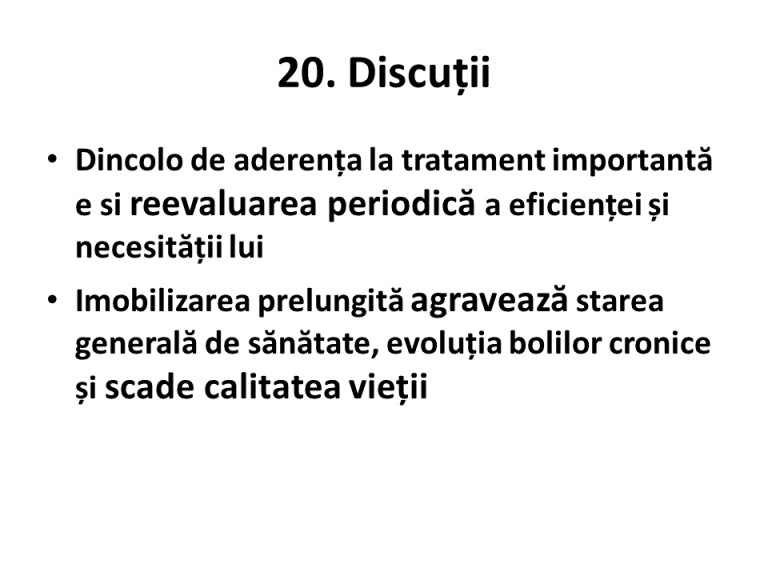 20. Discuții
• Dincolo de aderența la tratament importantă
e si reevaluarea periodică a eficienței și
necesității lui
• Imobilizarea prelungită agravează starea
generală de sănătate, evoluția bolilor cronice
și scade calitatea vieții